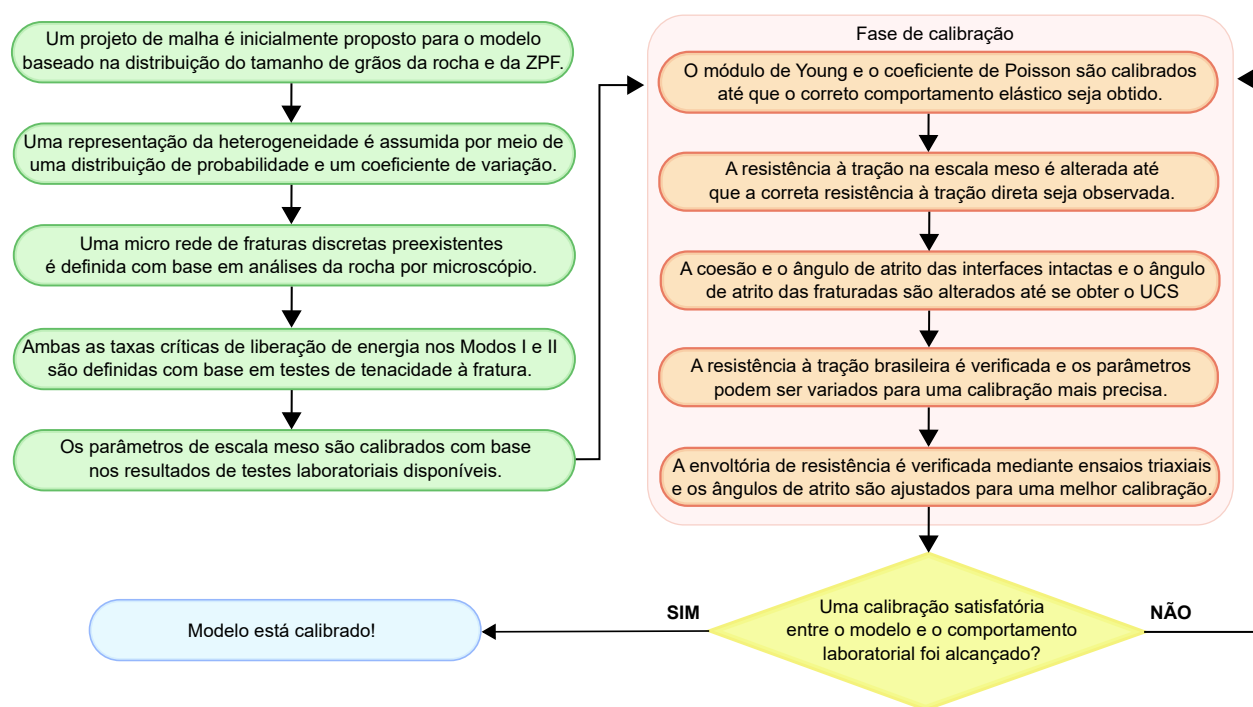 Um projeto de malha é inicialmente proposto para o modelo
baseado na distribuição do tamanho de grãos da rocha e da ZPF.
Uma representação da heterogeneidade é assumida por meio de
uma distribuição de probabilidade e um coeficiente de variação.
Uma micro rede de fraturas discretas preexistentes
é definida com base em análises da rocha por microscópio.
Ambas as taxas críticas de liberação de energia nos Modos I e II
são definidas com base em testes de tenacidade à fratura.
Os parâmetros de escala meso são calibrados com base
nos resultados de testes laboratoriais disponíveis.
Fase de calibração
O módulo de Young e o coeficiente de Poisson são calibrados
até que o correto comportamento elástico seja obtido.
A resistência à tração na escala meso é alterada até
que a correta resistência à tração direta seja observada.
A coesão e o ângulo de atrito das interfaces intactas e o ângulo
de atrito das fraturadas são alterados até se obter o UCS
A resistência à tração brasileira é verificada e os parâmetros
podem ser variados para uma calibração mais precisa.
A envoltória de resistência é verificada mediante ensaios triaxiais
e os ângulos de atrito são ajustados para uma melhor calibração.
Uma calibração satisfatória
entre o modelo e o comportamento
laboratorial foi alcançado?
SIM
NÃO
Modelo está calibrado!